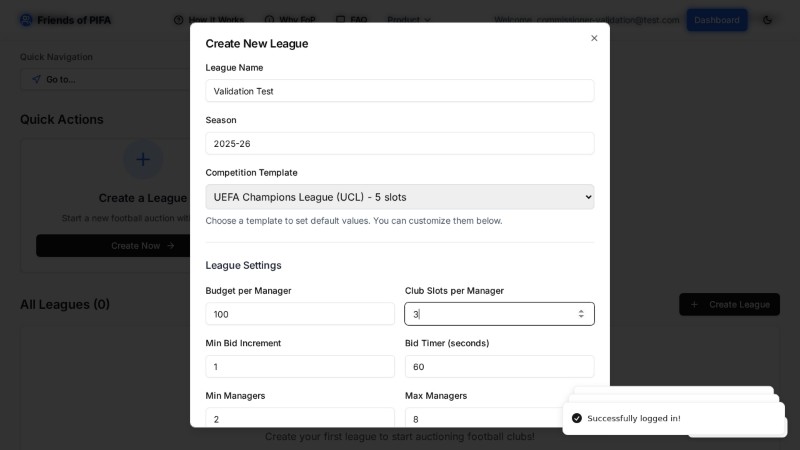 Friends of PIFA
How It Works
Why FoP
FAQ
Product
Welcome, commissioner-validation@test.com
Dashboard
Quick Navigation
Go to...
Quick Actions
Create a League
Start a new football auction wit
Create Now
All Leagues (0)
Create League
Create your first league to start auctioning football clubs!
Create New League
League Name
Validation Test
Season
2025-26
Competition Template
UEFA Champions League (UCL) - 5 slots
Choose a template to set default values. You can customize them below.
League Settings
Budget per Manager
Club Slots per Manager
100
3
Min Bid Increment
Bid Timer (seconds)
1
60
Min Managers
Max Managers
2
8
Successfully logged in!